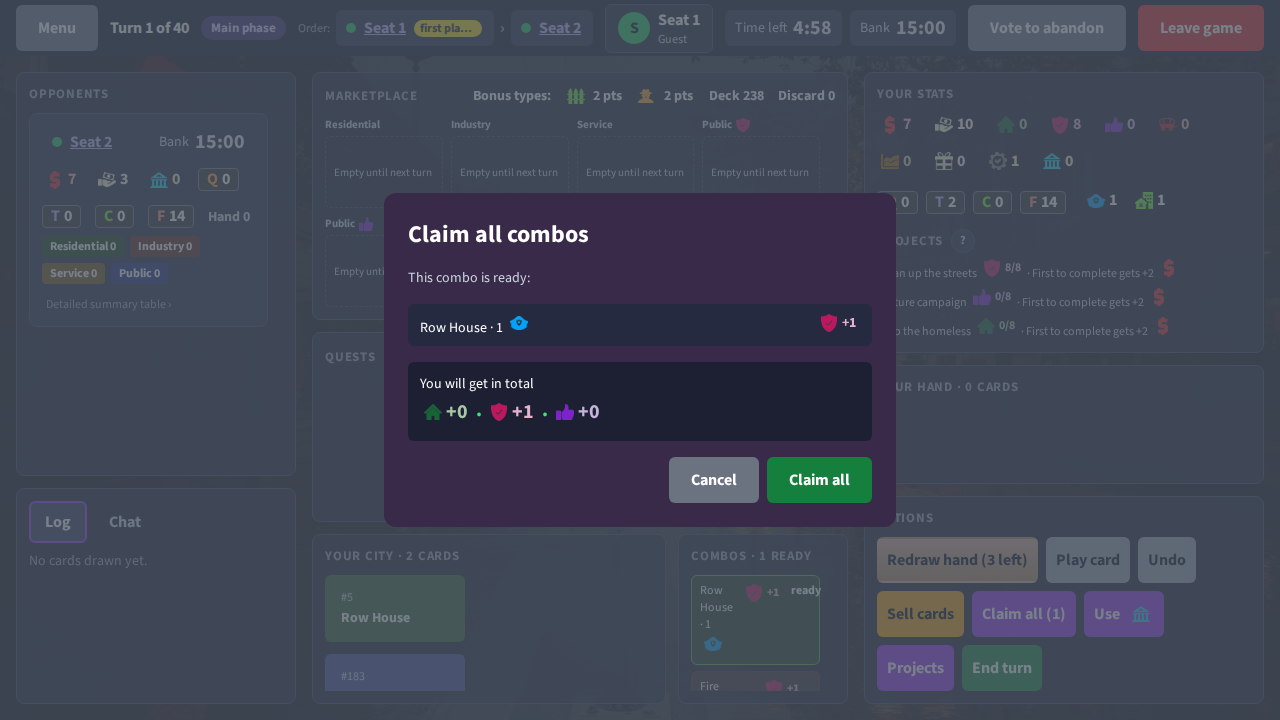 Menu
Turn 1 of 40
Main phase
Order:
Seat 1
first pla...
›
Seat 2
S
Seat 1
Guest
Time left 4:58
Bank 15:00
Vote to abandon
Leave game
OPPONENTS
Seat 2
Bank 15:00
$ 7
3
0
Q 0
T 0
C 0
F 14
Hand 0
Residential 0
Industry 0
Service 0
Public 0
Detailed summary table ›
Log
Chat
No cards drawn yet.
MARKETPLACE
Bonus types:
2 pts
2 pts
Deck 238
Discard 0
Residential
Industry
Service
Public
Empty until next turn
Empty until next turn
Empty until next turn
Empty until next turn
Public
QUESTS
Claim all combos
This combo is ready:
Row House · 1
+1
You will get in total
+0 · +1 · +0
Cancel
Claim all
YOUR CITY · 2 CARDS
#5
Row House
#183
COMBOS · 1 READY
Row
House
· 1
+1
ready
Fire
+1
YOUR STATS
$ 7
10
0
8
0
0
0
0
1
0
0
T 2
C 0
F 14
1
1
?
8/8 · First to complete gets +2 $
campaign 0/8 · First to complete gets +2 $
homeless 0/8 · First to complete gets +2 $
HAND · 0 CARDS
Redraw hand (3 left)
Play card
Undo
Sell cards
Claim all (1)
Use
Projects
End turn